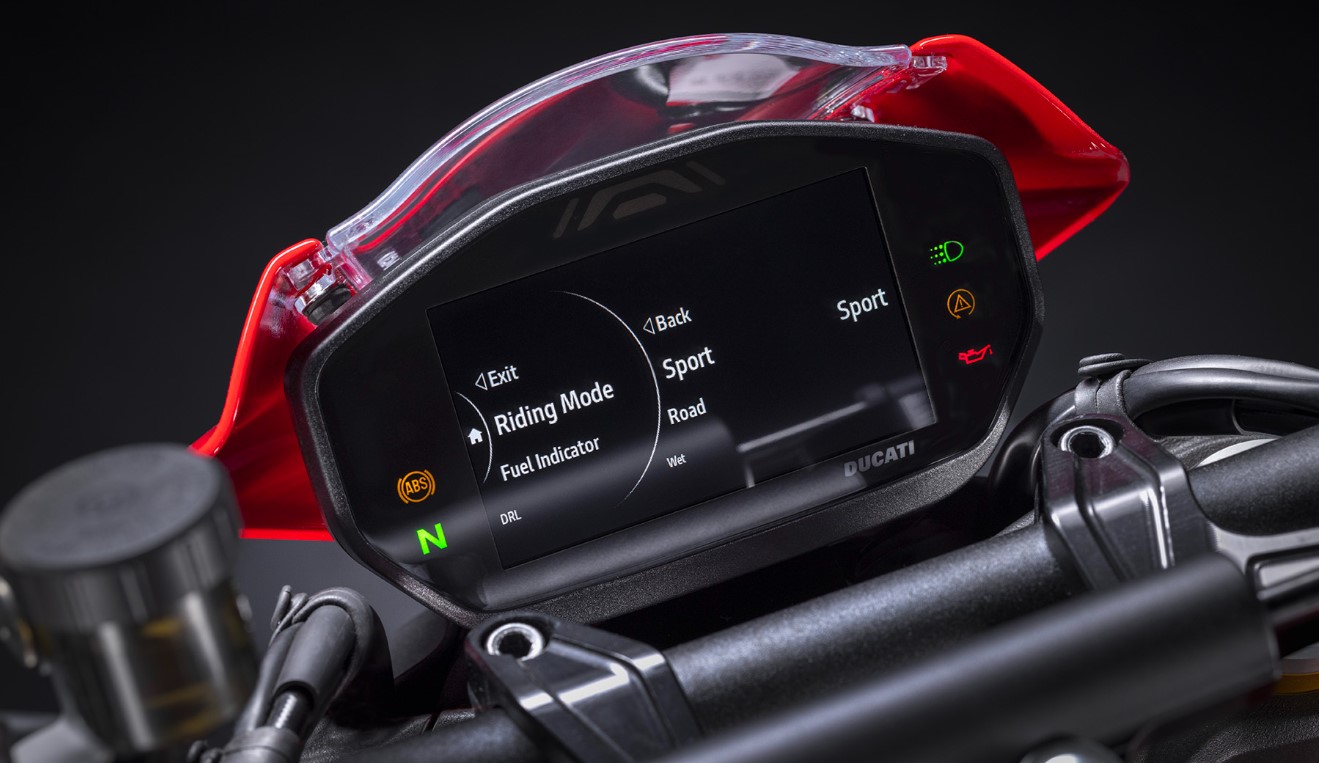 Exit
Riding Mode
Fuel Indicator
DRL
Back
Sport
Road
Wet
Sport
ABS
N
DUCATI